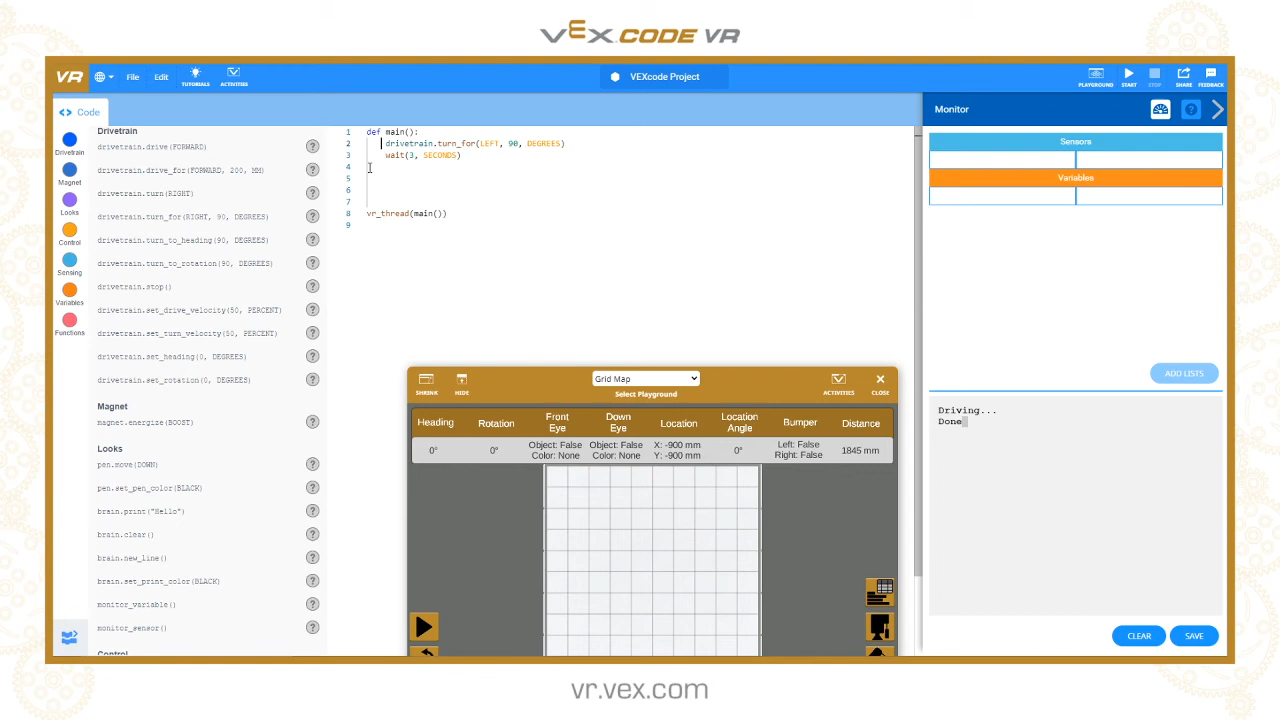 VEX CODE VR
VR
File
Edit
TUTORIALS
ACTIVITIES
VEXcode Project
PLAYGROUND
START
STOP
SHARE
FEEDBACK
<> Code
Monitor
Drivetrain
Magnet
Looks
Control
Sensing
Variables
Functions
Drivetrain
drivetrain.drive(FORWARD)
drivetrain.drive_for(FORWARD, 200, MM)
drivetrain.turn(RIGHT)
drivetrain.turn_for(RIGHT, 90, DEGREES)
drivetrain.turn_to_heading(90, DEGREES)
drivetrain.turn_to_rotation(90, DEGREES)
drivetrain.stop()
drivetrain.set_drive_velocity(50, PERCENT)
drivetrain.set_turn_velocity(50, PERCENT)
drivetrain.set_heading(0, DEGREES)
drivetrain.set_rotation(0, DEGREES)
Magnet
magnet.energize(BOOST)
Looks
pen.move(DOWN)
pen.set_pen_color(BLACK)
brain.print("Hello")
brain.clear()
brain.new_line()
brain.set_print_color(BLACK)
monitor_variable()
monitor_sensor()
Control
1 def main():
2 drivetrain.turn_for(LEFT, 90, DEGREES)
3 wait(3, SECONDS)
4
5
6
7
8 vr_thread(main())
9
Sensors
Variables
ADD LISTS
Driving...
Done
CLEAR
SAVE
SHRINK
HIDE
Grid Map
Select Playground
ACTIVITIES
CLOSE
Heading Rotation Front Eye Down Eye Location Location Angle Bumper Distance
0° 0° Object: False Object: False X: -900 mm 0° Left: False 1845 mm
Color: None Color: None Y: -900 mm Right: False
vr.vex.com